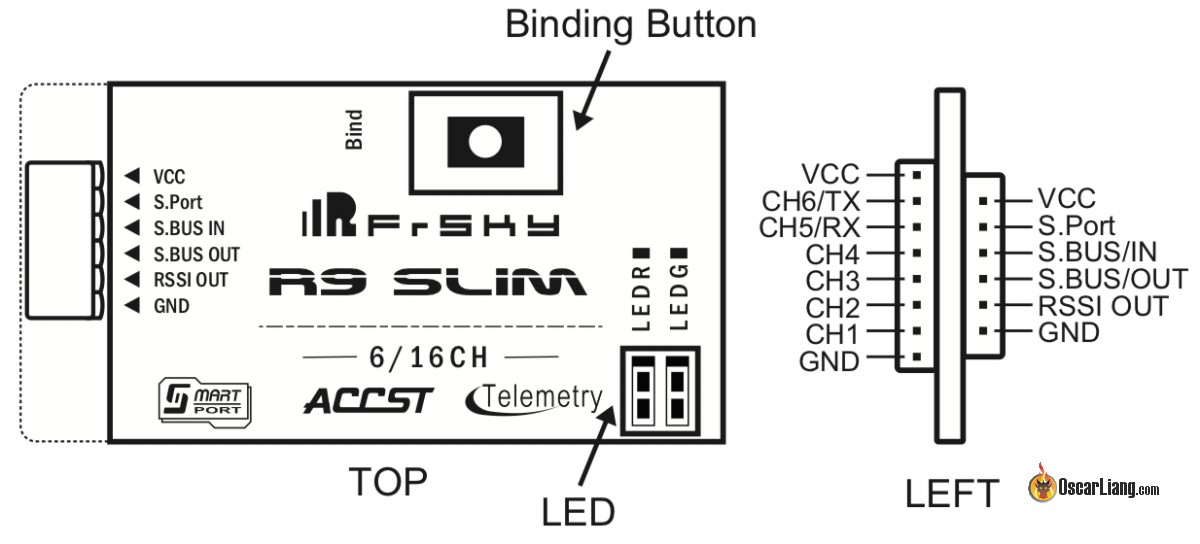 Binding Button
Bind
VCC
S.Port
S.BUS IN
S.BUS OUT
RSSI OUT
GND
FrSKY
R9 SLIM
6/16CH
SMART
PORT
ACCST
Telemetry
LEDR
LEDG
TOP
LED
VCC
CH6/TX
CH5/RX
CH4
CH3
CH2
CH1
GND
VCC
S.Port
S.BUS/IN
S.BUS/OUT
RSSI OUT
GND
LEFT
OscarLiang.com